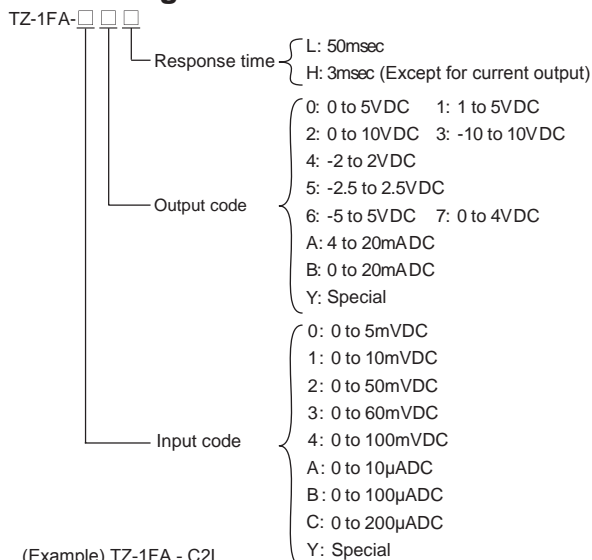 TZ-1FA-□ □ □
Response time
L: 50msec
H: 3msec (Except for current output)
Output code
0: 0 to 5VDC 1: 1 to 5VDC
2: 0 to 10VDC 3: -10 to 10VDC
4: -2 to 2VDC
5: -2.5 to 2.5VDC
6: -5 to 5VDC 7: 0 to 4VDC
A: 4 to 20mADC
B: 0 to 20mADC
Y: Special
Input code
0: 0 to 5mVDC
1: 0 to 10mVDC
2: 0 to 50mVDC
3: 0 to 60mVDC
4: 0 to 100mVDC
A: 0 to 10µADC
B: 0 to 100µADC
C: 0 to 200µADC
Y: Special
(Example) TZ-1FA - C2L